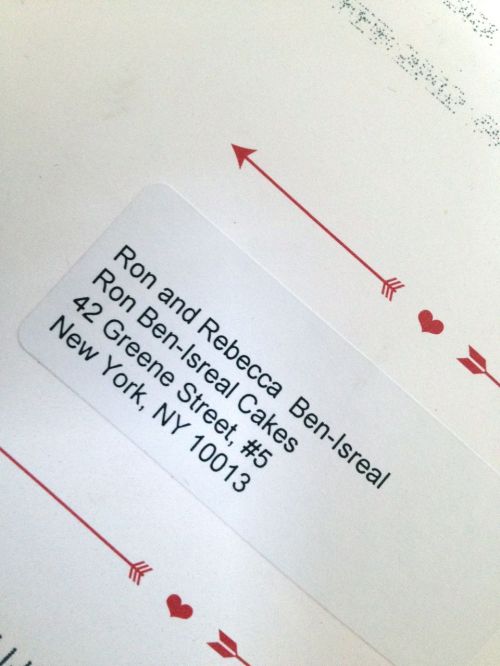 Ron and Rebecca  Ben-Isreal
Ron Ben-Isreal Cakes
42 Greene Street, #5
New York, NY 10013